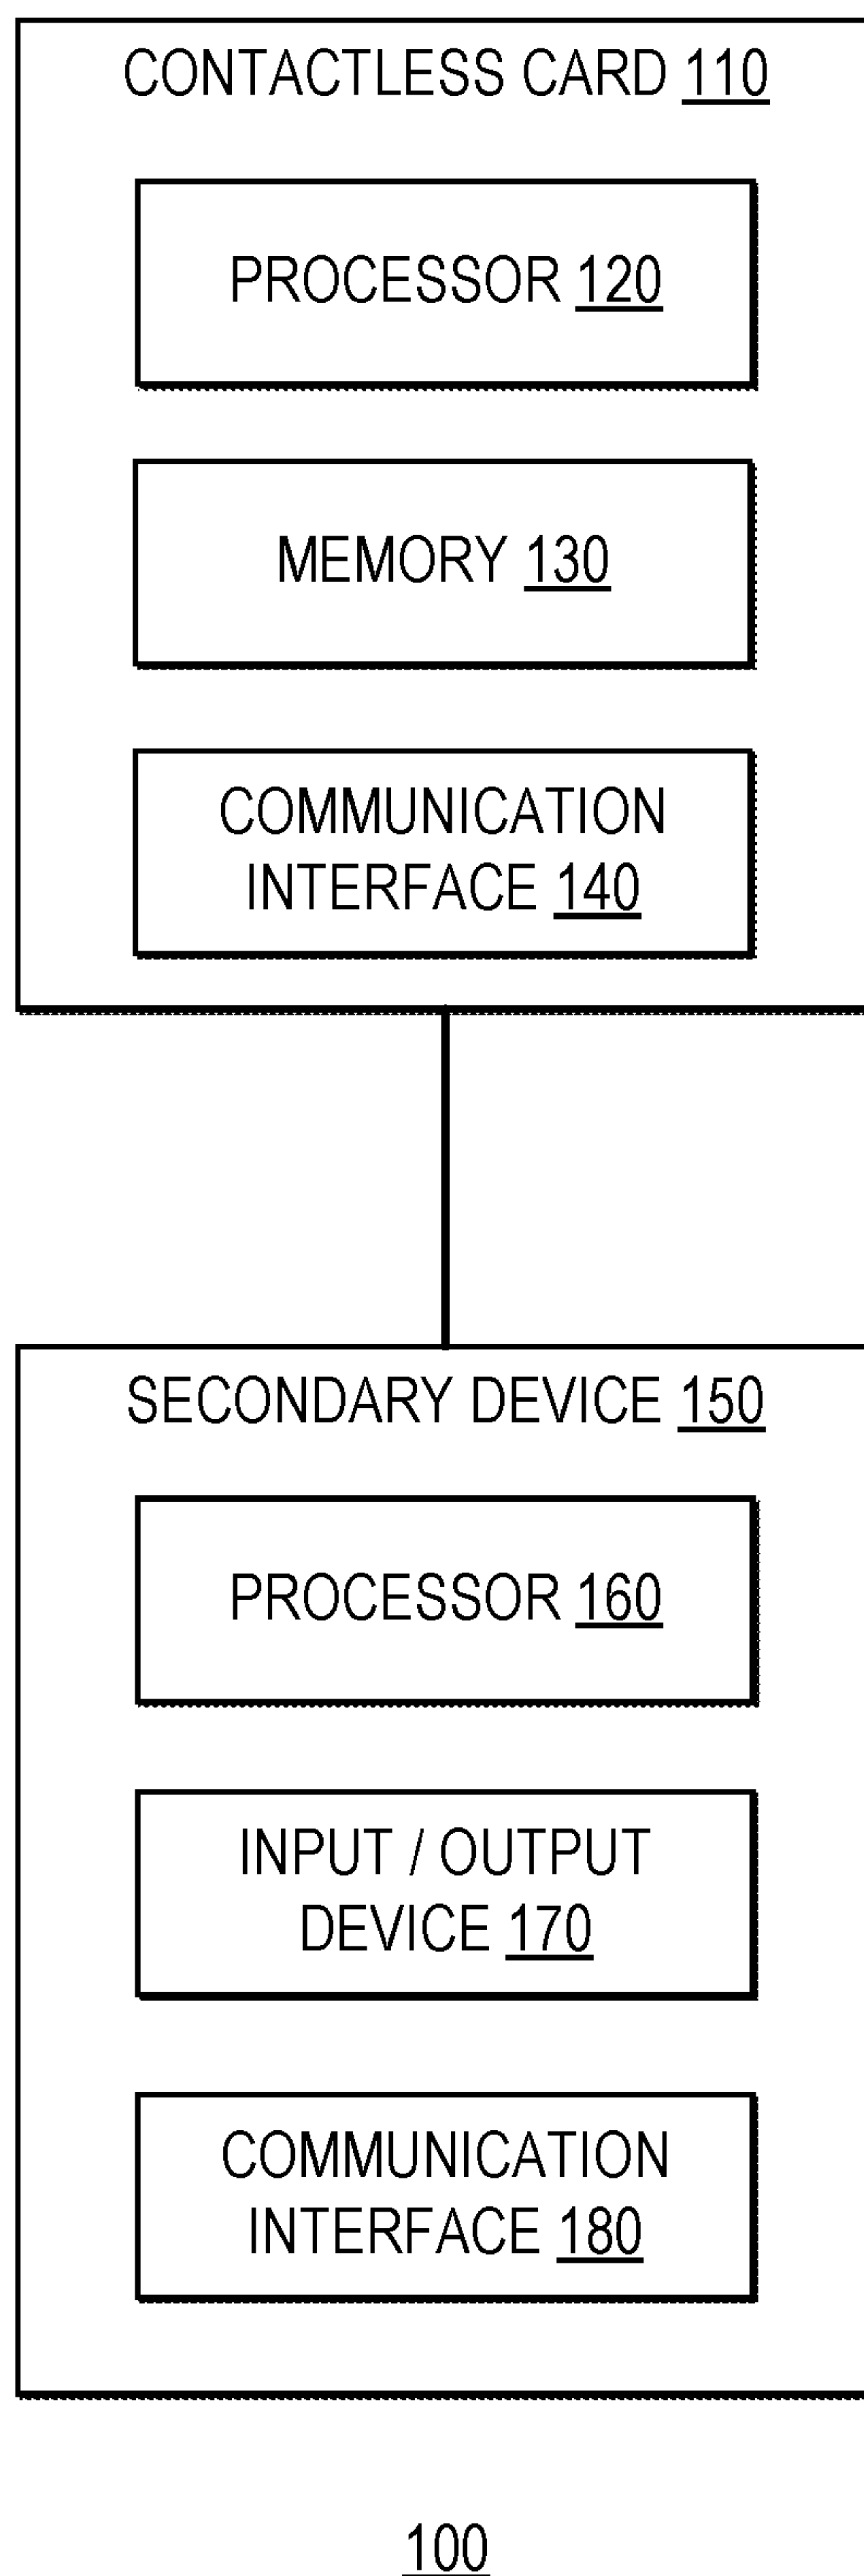 CONTACTLESS CARD 110
PROCESSOR 120
MEMORY 130
COMMUNICATION
INTERFACE 140
SECONDARY DEVICE 150
PROCESSOR 160
INPUT / OUTPUT
DEVICE 170
COMMUNICATION
INTERFACE 180
100